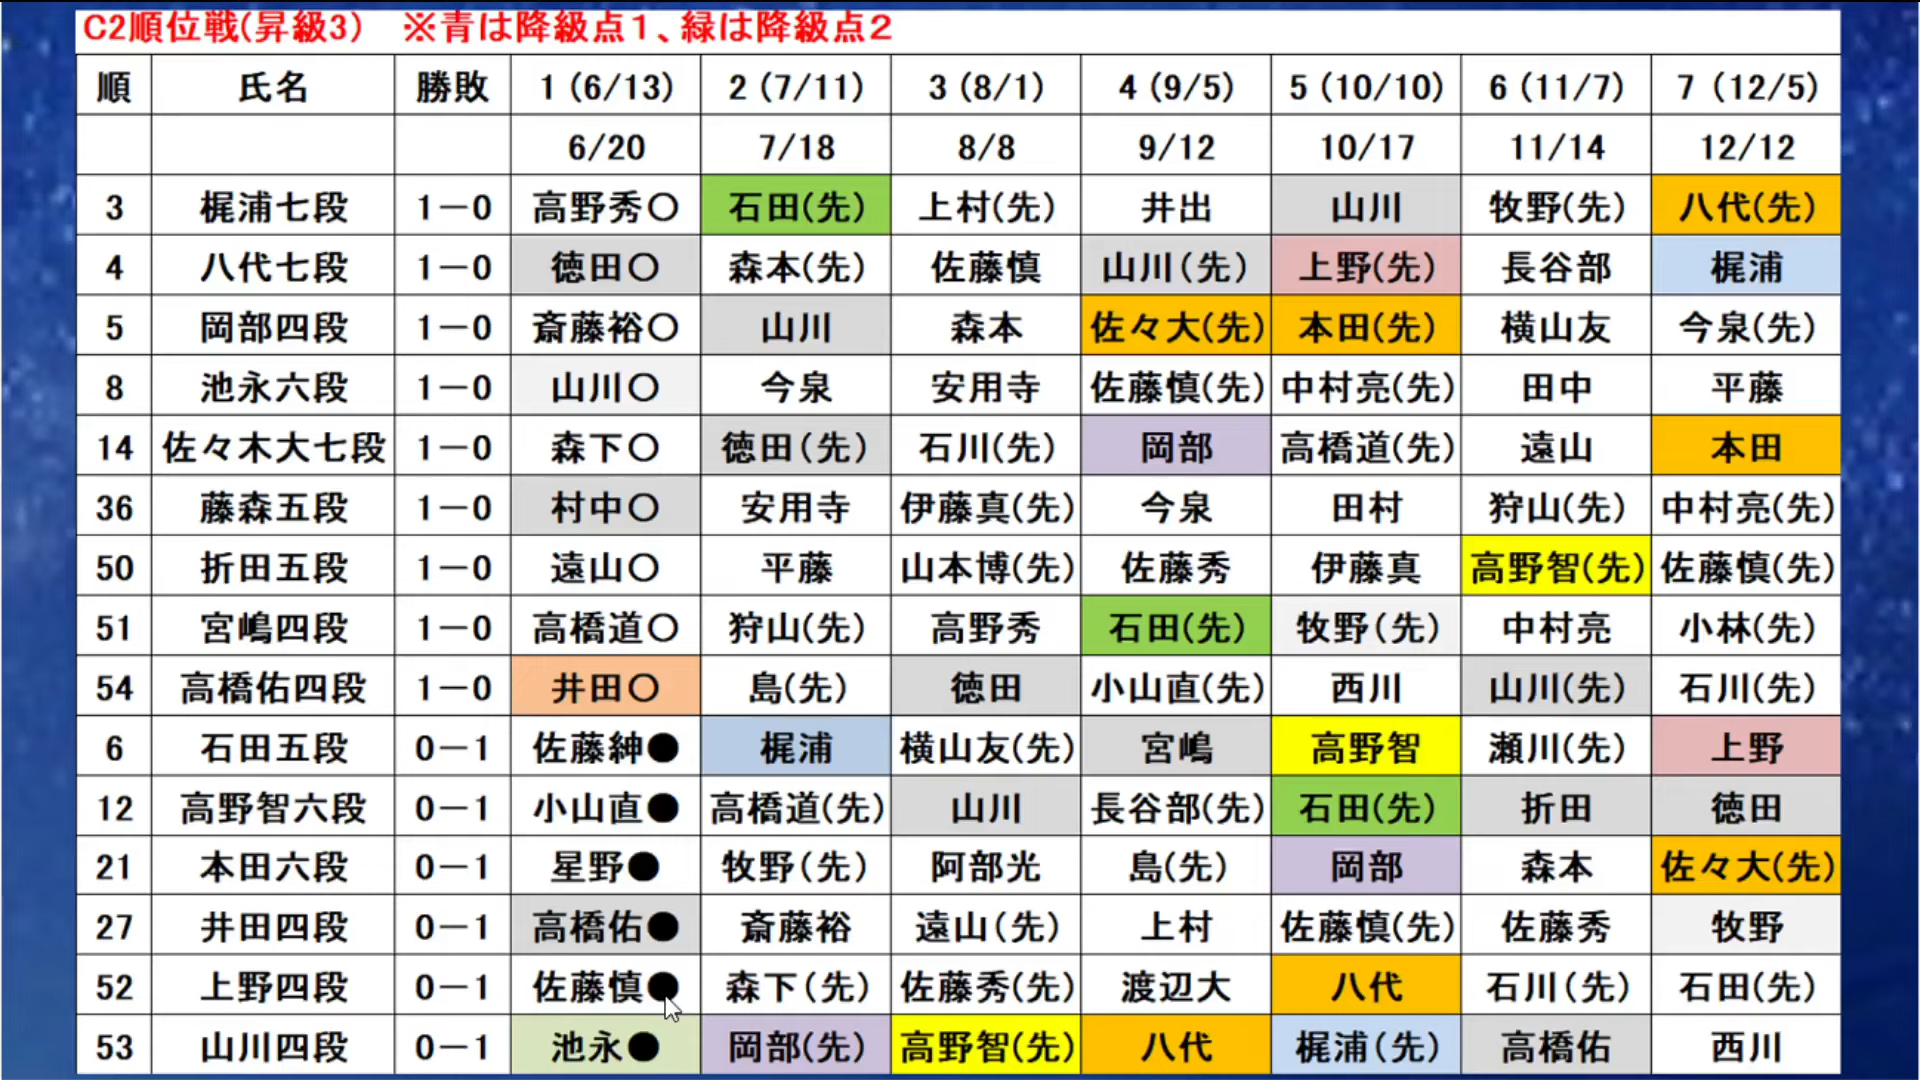 C2順位戦(昇級3)　※青は降級点1、緑は降級点2
順 氏名 勝敗 1 (6/13) 2 (7/11) 3 (8/1) 4 (9/5) 5 (10/10) 6 (11/7) 7 (12/5)
6/20 7/18 8/8 9/12 10/17 11/14 12/12
3 梶浦七段 1－0 高野秀〇 石田(先) 上村(先) 井出 山川 牧野(先) 八代(先)
4 八代七段 1－0 徳田〇 森本(先) 佐藤慎 山川(先) 上野(先) 長谷部 梶浦
5 岡部四段 1－0 斎藤裕〇 山川 森本 佐々大(先) 本田(先) 横山友 今泉(先)
8 池永六段 1－0 山川〇 今泉 安用寺 佐藤慎(先) 中村亮(先) 田中 平藤
14 佐々木大七段 1－0 森下〇 徳田(先) 石川(先) 岡部 高橋道(先) 遠山 本田
36 藤森五段 1－0 村中〇 安用寺 伊藤真(先) 今泉 田村 狩山(先) 中村亮(先)
50 折田五段 1－0 遠山〇 平藤 山本博(先) 佐藤秀 伊藤真 高野智(先) 佐藤慎(先)
51 宮嶋四段 1－0 高橋道〇 狩山(先) 高野秀 石田(先) 牧野(先) 中村亮 小林(先)
54 高橋佑四段 1－0 井田〇 島(先) 徳田 小山直(先) 西川 山川(先) 石川(先)
6 石田五段 0－1 佐藤紳● 梶浦 横山友(先) 宮嶋 高野智 瀬川(先) 上野
12 高野智六段 0－1 小山直● 高橋道(先) 山川 長谷部(先) 石田(先) 折田 徳田
21 本田六段 0－1 星野● 牧野(先) 阿部光 島(先) 岡部 森本 佐々大(先)
27 井田四段 0－1 高橋佑● 斎藤裕 遠山(先) 上村 佐藤慎(先) 佐藤秀 牧野
52 上野四段 0－1 佐藤慎● 森下(先) 佐藤秀(先) 渡辺大 八代 石川(先) 石田(先)
53 山川四段 0－1 池永● 岡部(先) 高野智(先) 八代 梶浦(先) 高橋佑 西川